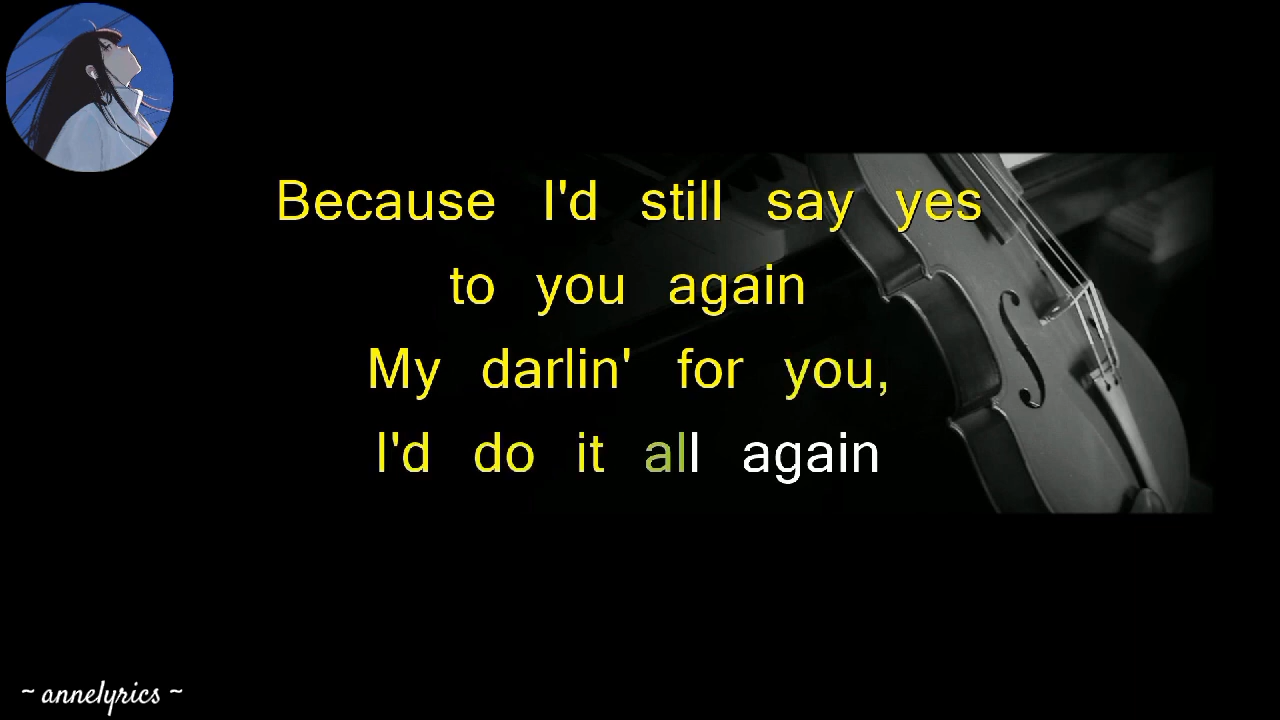 Because I'd still say yes
to you again
My darlin' for you,
I'd do it all again
~ annelyrics ~